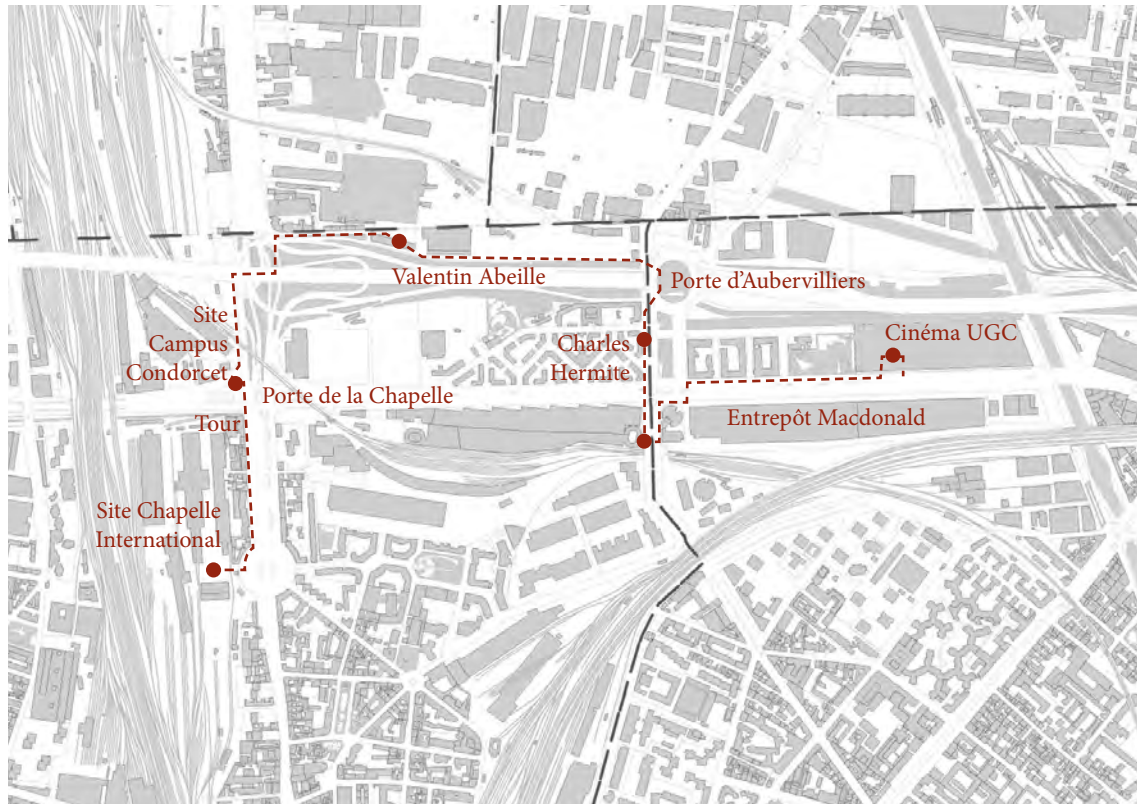 Valentin Abeille
Porte d'Aubervilliers
Site
Campus
Condorcet
Charles
Hermite
Cinéma UGC
Porte de la Chapelle
Tour
Entrepôt Macdonald
Site Chapelle
International